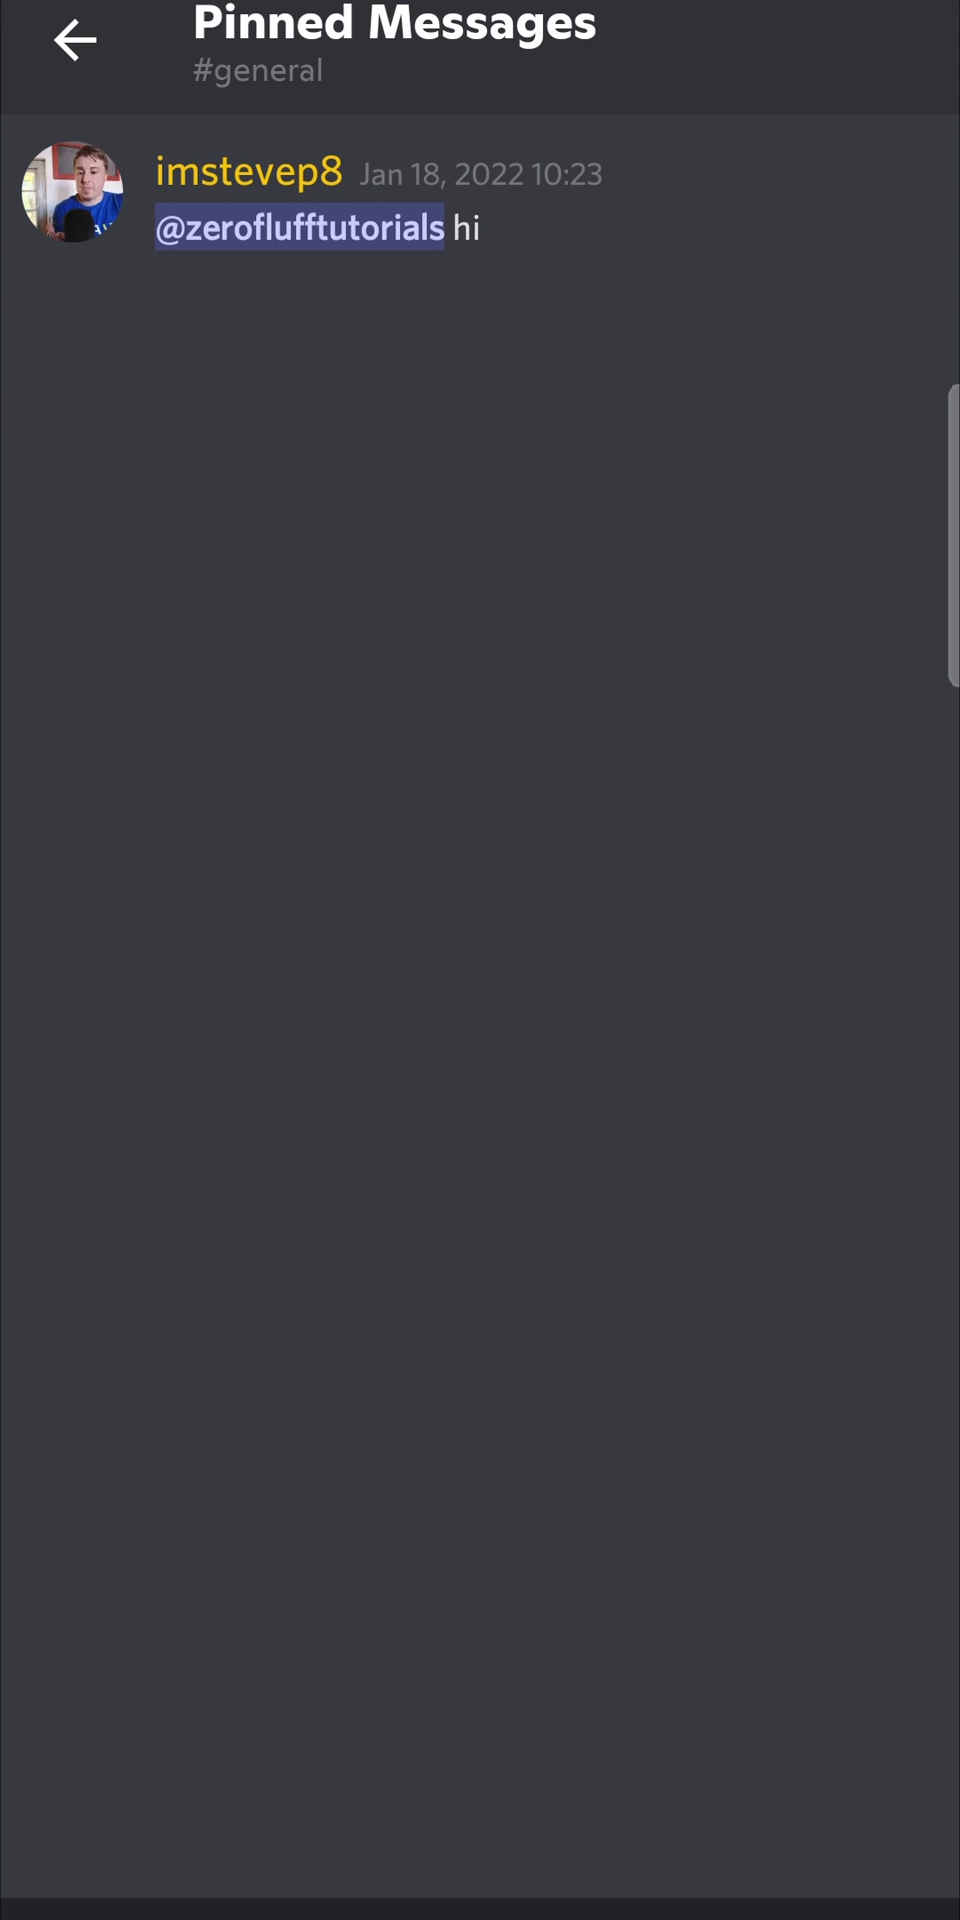 Pinned Messages
#general
imstevep8 Jan 18, 2022 10:23
@zeroflufftutorials hi